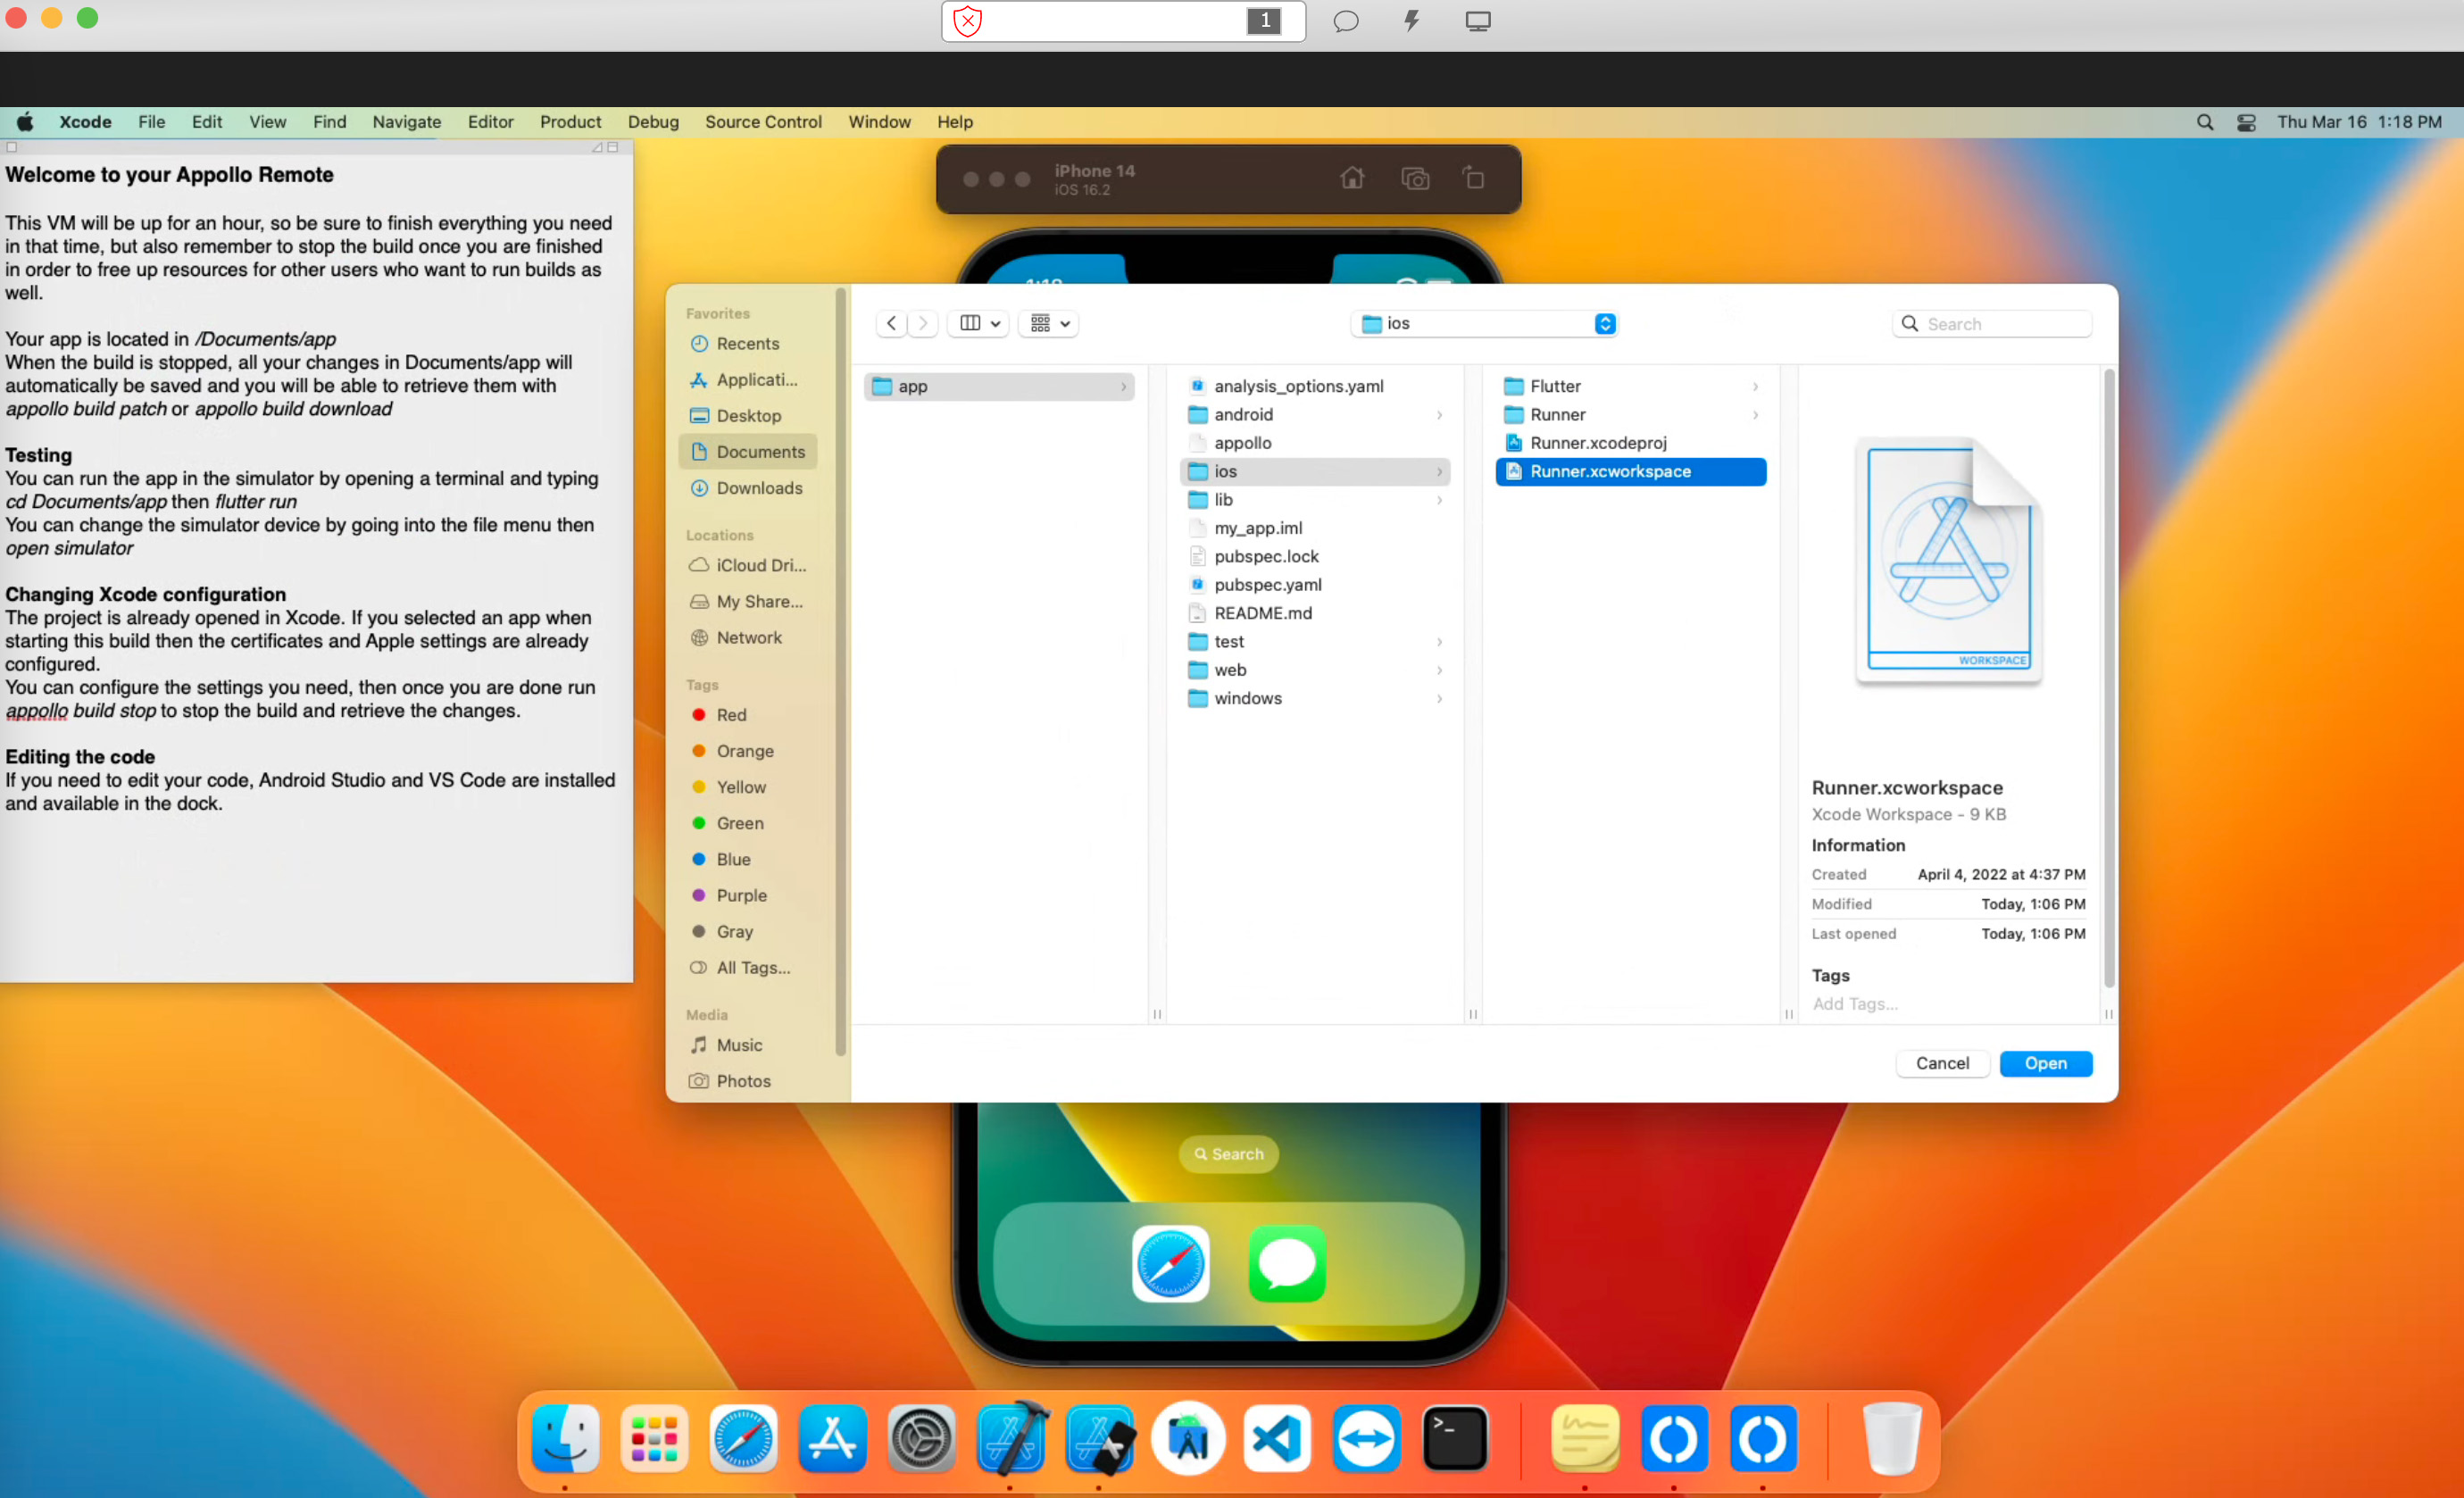 1
Xcode File Edit View Find Navigate Editor Product Debug Source Control Window Help
Thu Mar 16 1:18 PM
Welcome to your Appollo Remote
This VM will be up for an hour, so be sure to finish everything you need
in that time, but also remember to stop the build once you are finished
in order to free up resources for other users who want to run builds as
well.
Your app is located in /Documents/app
When the build is stopped, all your changes in Documents/app will
automatically be saved and you will be able to retrieve them with
appollo build patch or appollo build download
Testing
You can run the app in the simulator by opening a terminal and typing
cd Documents/app then flutter run
You can change the simulator device by going into the file menu then
open simulator
Changing Xcode configuration
The project is already opened in Xcode. If you selected an app when
starting this build then the certificates and Apple settings are already
configured.
You can configure the settings you need, then once you are done run
appollo build stop to stop the build and retrieve the changes.
Editing the code
If you need to edit your code, Android Studio and VS Code are installed
and available in the dock.
iPhone 14
iOS 16.2
Favorites
Recents
Applicati...
Desktop
Documents
Downloads
Locations
iCloud Dri...
My Share...
Network
Tags
Red
Orange
Yellow
Green
Blue
Purple
Gray
All Tags...
Media
Music
Photos
ios
Search
app
analysis_options.yaml
android
appollo
ios
lib
my_app.iml
pubspec.lock
pubspec.yaml
README.md
test
web
windows
Flutter
Runner
Runner.xcodeproj
Runner.xcworkspace
WORKSPACE
Runner.xcworkspace
Xcode Workspace - 9 KB
Information
Created April 4, 2022 at 4:37 PM
Modified Today, 1:06 PM
Last opened Today, 1:06 PM
Tags
Add Tags...
Cancel
Open
Search